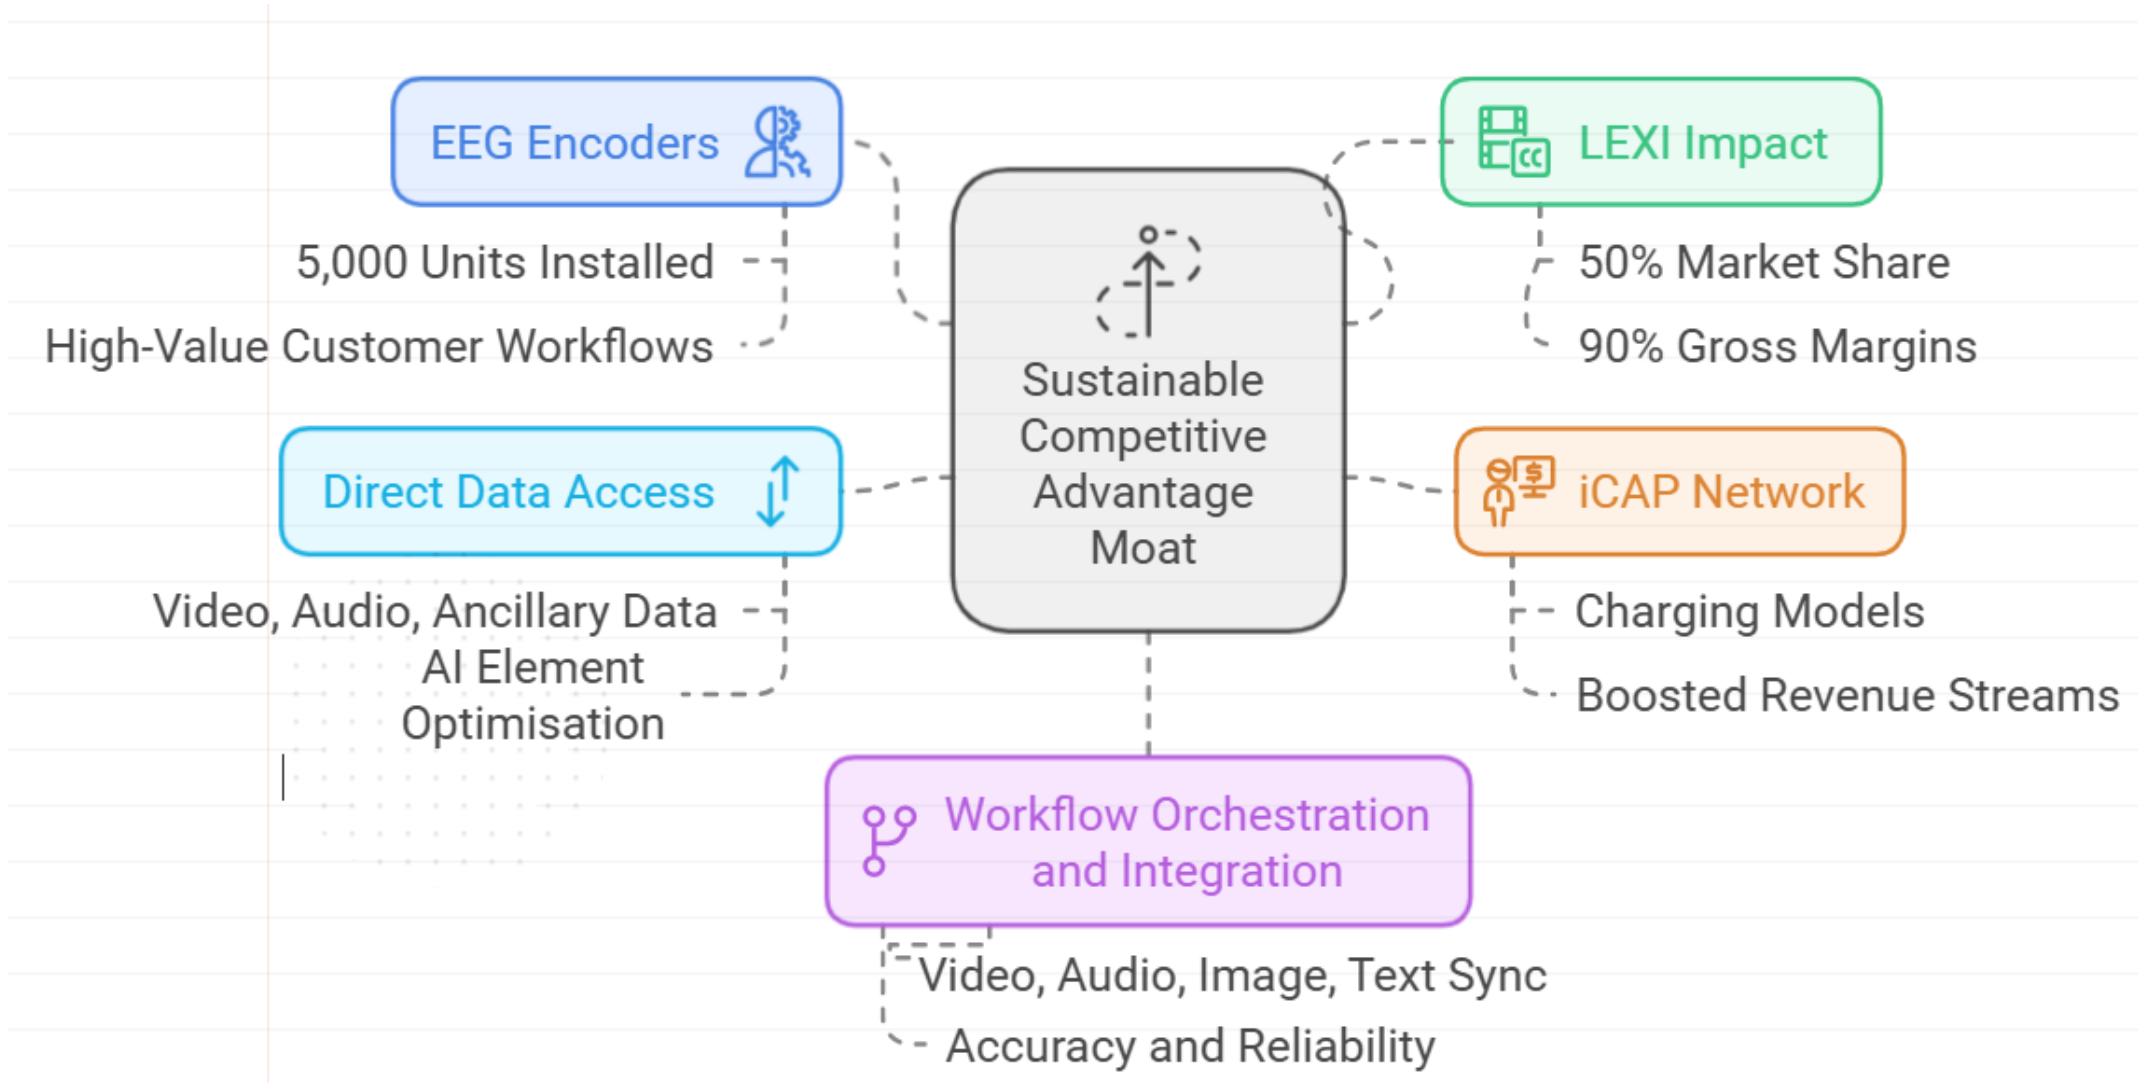 EEG Encoders
5,000 Units Installed
High-Value Customer Workflows
Direct Data Access
Video, Audio, Ancillary Data
AI Element
Optimisation
Sustainable
Competitive
Advantage
Moat
LEXI Impact
CC
50% Market Share
90% Gross Margins
iCAP Network
$
Charging Models
Boosted Revenue Streams
Workflow Orchestration
and Integration
Video, Audio, Image, Text Sync
Accuracy and Reliability